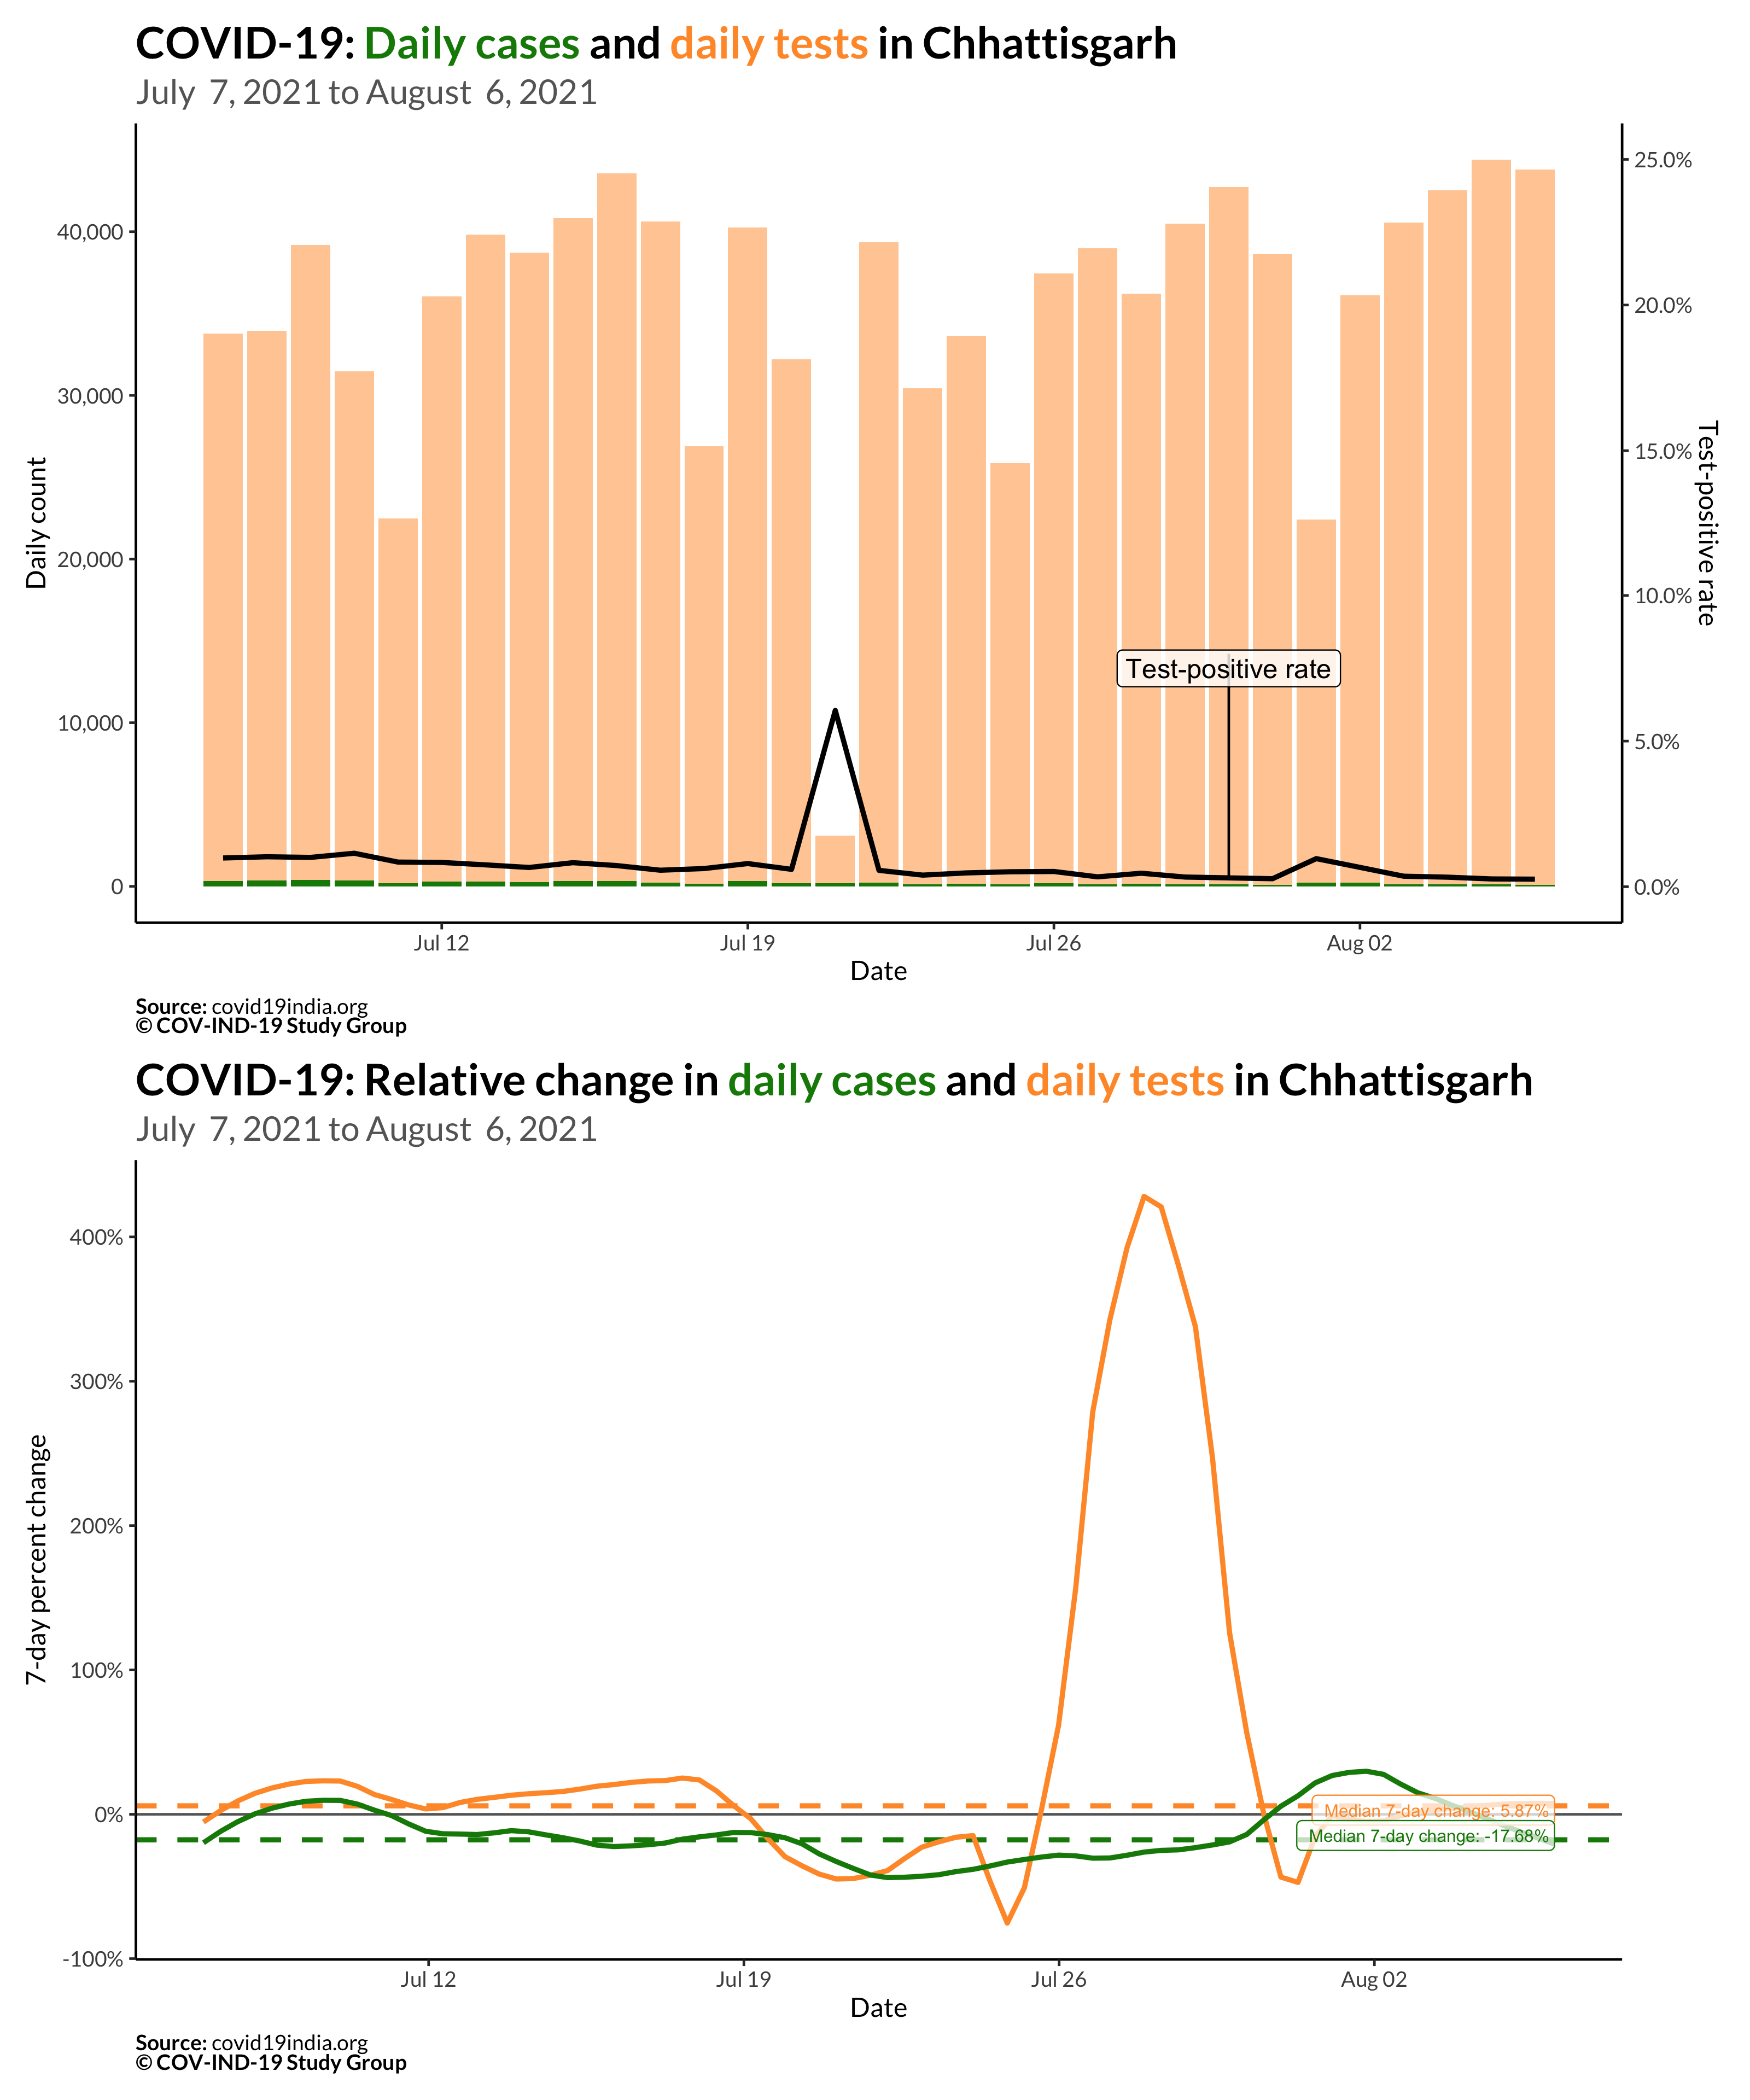 COVID-19: Daily cases and daily tests in Chhattisgarh
July 7, 2021 to August 6, 2021
40,000
30,000
20,000
10,000
0
Daily count
25.0%
20.0%
15.0%
10.0%
5.0%
0.0%
Test-positive rate
Test-positive rate
Jul 12
Jul 19
Jul 26
Aug 02
Date
Source: covid19india.org
© COV-IND-19 Study Group
COVID-19: Relative change in daily cases and daily tests in Chhattisgarh
July 7, 2021 to August 6, 2021
400%
300%
200%
100%
0%
-100%
7-day percent change
Median 7-day change: 5.87%
Median 7-day change: -17.68%
Jul 12
Jul 19
Jul 26
Aug 02
Date
Source: covid19india.org
© COV-IND-19 Study Group